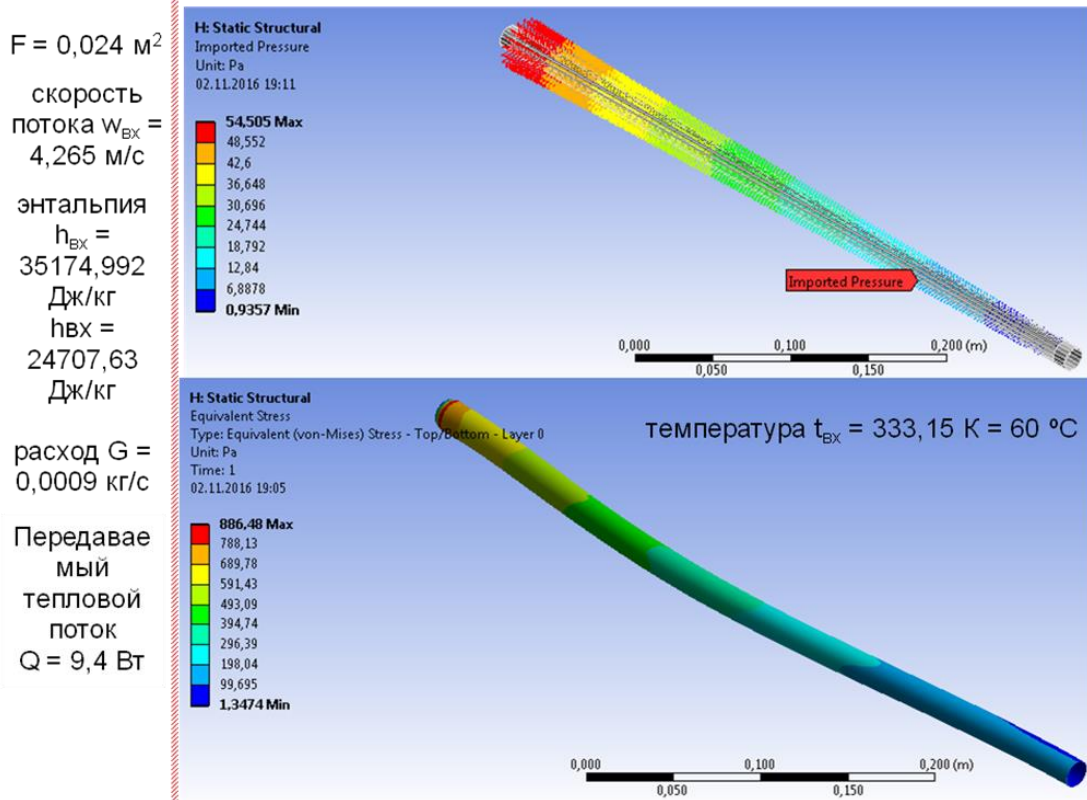 F = 0,024 м²
скорость
потока wвх =
4,265 м/с
энтальпия
hвх =
35174,992
Дж/кг
hвх =
24707,63
Дж/кг
расход G =
0,0009 кг/с
Передавае
мый
тепловой
поток
Q = 9,4 Вт
H: Static Structural
Imported Pressure
Unit: Pa
02.11.2016 19:11
54,505 Max
48,552
42,6
36,648
30,696
24,744
18,792
12,84
6,8878
0,9357 Min
Imported Pressure
0,000 0,100 0,200 (m)
0,050 0,150
H: Static Structural
Equivalent Stress
Type: Equivalent (von-Mises) Stress - Top/Bottom - Layer 0
Unit: Pa
Time: 1
02.11.2016 19:05
температура tвх = 333,15 К = 60 ºС
886,48 Max
788,13
689,78
591,43
493,09
394,74
296,39
198,04
99,695
1,3474 Min
0,000 0,100 0,200 (m)
0,050 0,150